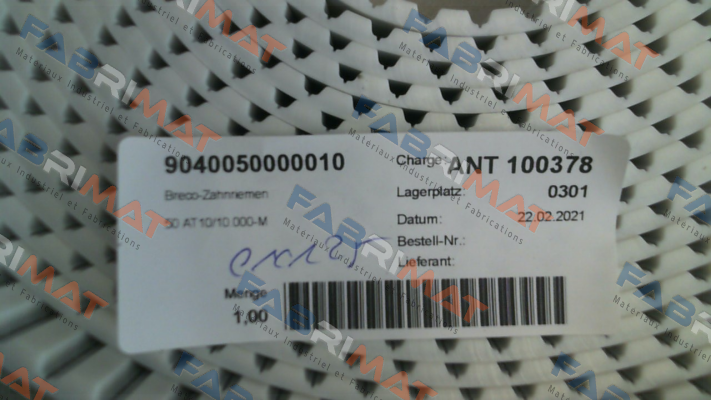 9040050000010
Breco-Zahnriemen
50 AT10/10 000-M
Menge
1,00
Charge: ANT 100378
Lagerplatz: 0301
Datum: 22.02.2021
Bestell-Nr.:
Lieferant:
FABRIMAT
Materiaux Industriel et Fabrications